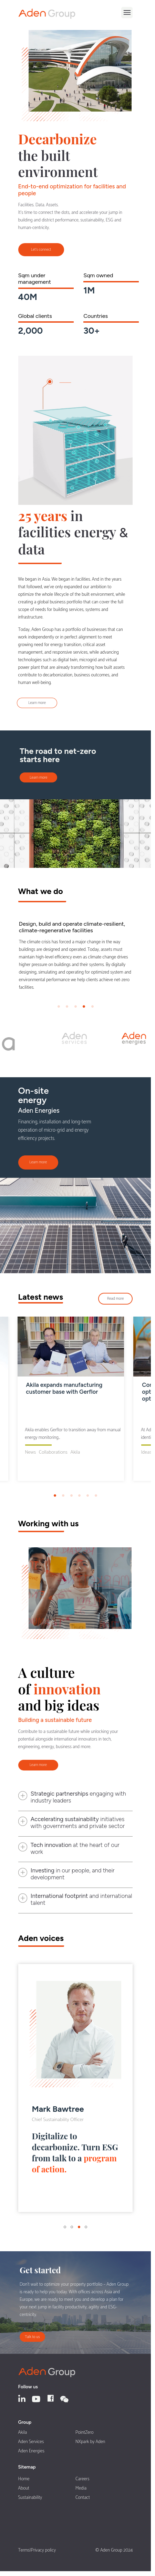 Aden Group
Decarbonize
the built
environment
End-to-end optimization for facilities and
people
Facilities. Data. Assets.
It's time to connect the dots, and accelerate your jump in
building and district performance, sustainability, ESG and
human-centricity.
Sqm under
management
40M
Sqm owned
1M
Global clients
2,000
Countries
30+
25 years in
facilities energy &
data
We began in Asia. We began in facilities. And in the years
that followed, we've only expanded our ambition to
optimize the whole lifecycle of the built environment, while
creating a global business portfolio that can cover the full
scope of needs for building services, systems and
infrastructure.
Today, Aden Group has a portfolio of businesses that can
work independently or in perfect alignment to meet
growing need for energy transition, critical asset
management, and responsive services, while advancing
technologies such as digital twin, microgrid and virtual
power plant that are already transforming how built assets
contribute to decarbonization, business outcomes, and
human well-being.
Learn more
The road to net-zero
starts here
Learn More
What we do
Design, build and operate climate-resilient,
climate-regenerative facilities
The climate crisis has forced a major change in the way
buildings are designed and operated. Today, assets must
maintain high-level efficiency even as climate change drives
higher pressure on buildings and their systems. By digitally
designing, simulating and operating for optimized system and
environmental performance we help clients achieve net-zero
facilities.
Aden
services
Aden
energies
On-site
energy
Aden Energies
Financing, installation and long-term
operation of micro-grid and energy
efficiency projects.
Learn more
Latest news
Read more
Akila expands manufacturing
customer base with Gerflor
Akila enables Gerflor to transition away from manual
energy monitoring,
News Collaborations Akila
Working with us
A culture
of innovation
and big ideas
Building a sustainable future
Contribute to a sustainable future while unlocking your
potential alongside international innovators in tech,
engineering, energy, business and more.
Learn more
Strategic partnerships engaging with
industry leaders
Accelerating sustainability initiatives
with governments and private sector
Tech innovation at the heart of our
work
Investing in our people, and their
development
International footprint and international
talent
Aden voices
Mark Bawtree
Chief Sustainability Officer
Digitalize to
decarbonize. Turn ESG
from talk to a program
of action.
Get started
Don't wait to optimize your property portfolio - Aden Group
is ready to help you today. With offices across Asia and
Europe, we are ready to meet you and develop a plan for
your next jump in facility productivity, agility and ESG-
centricity.
Talk to us
Aden Group
Follow us
Group
Akila
PointZero
Aden Services
NXpark by Aden
Aden Energies
Sitemap
Home
Careers
About
Media
Sustainability
Contact
Terms|Privacy policy
© Aden Group 2024